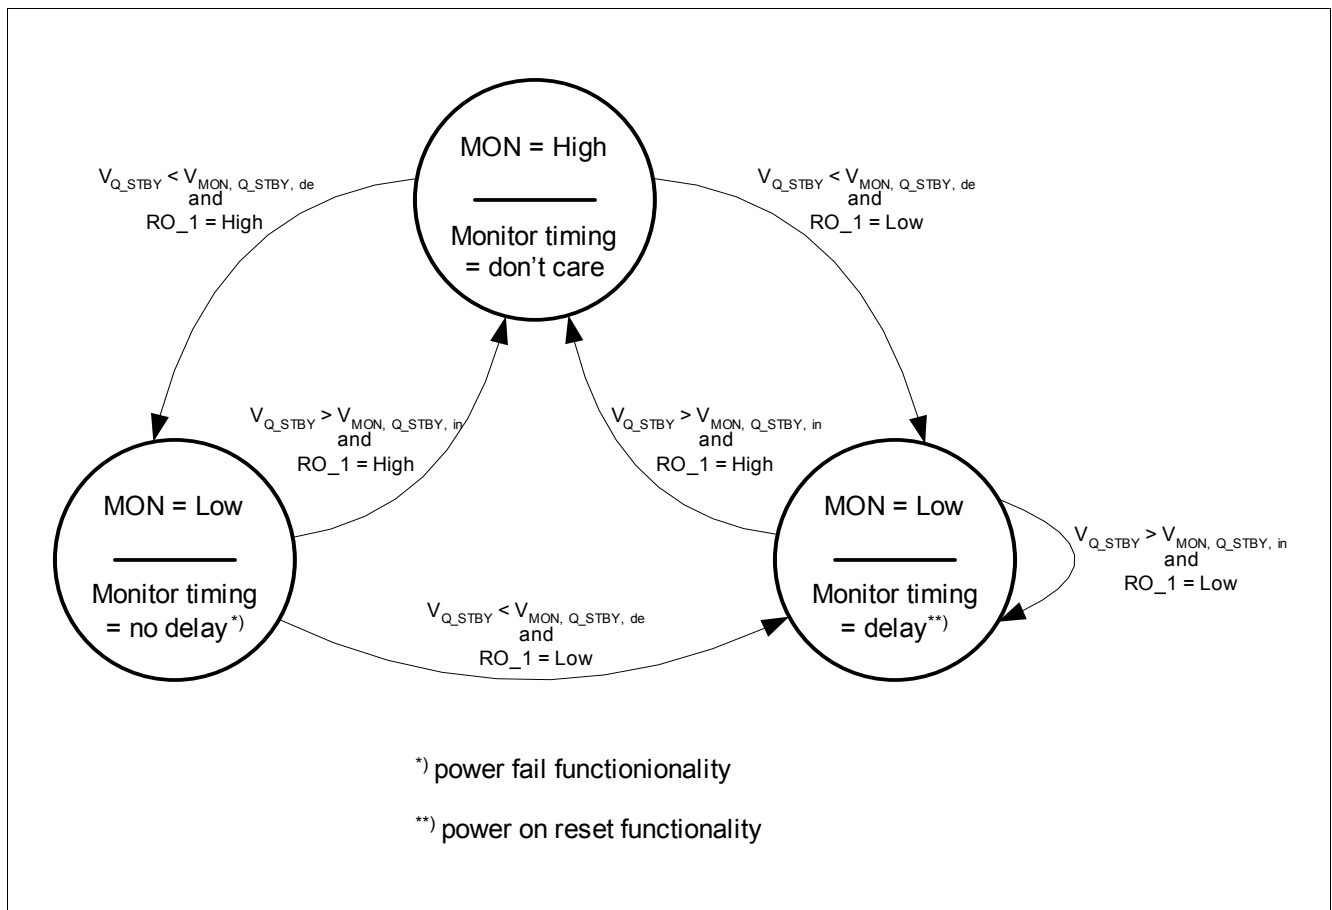 MON = High
Monitor timing
= don't care
V_Q_STBY < V_MON, Q_STBY, de
and
RO_1 = High
V_Q_STBY < V_MON, Q_STBY, de
and
RO_1 = Low
V_Q_STBY > V_MON, Q_STBY, in
and
RO_1 = High
V_Q_STBY > V_MON, Q_STBY, in
and
RO_1 = High
MON = Low
Monitor timing
= no delay*)
MON = Low
Monitor timing
= delay**)
V_Q_STBY > V_MON, Q_STBY, in
and
RO_1 = Low
V_Q_STBY < V_MON, Q_STBY, de
and
RO_1 = Low
*) power fail functionionality
**) power on reset functionality